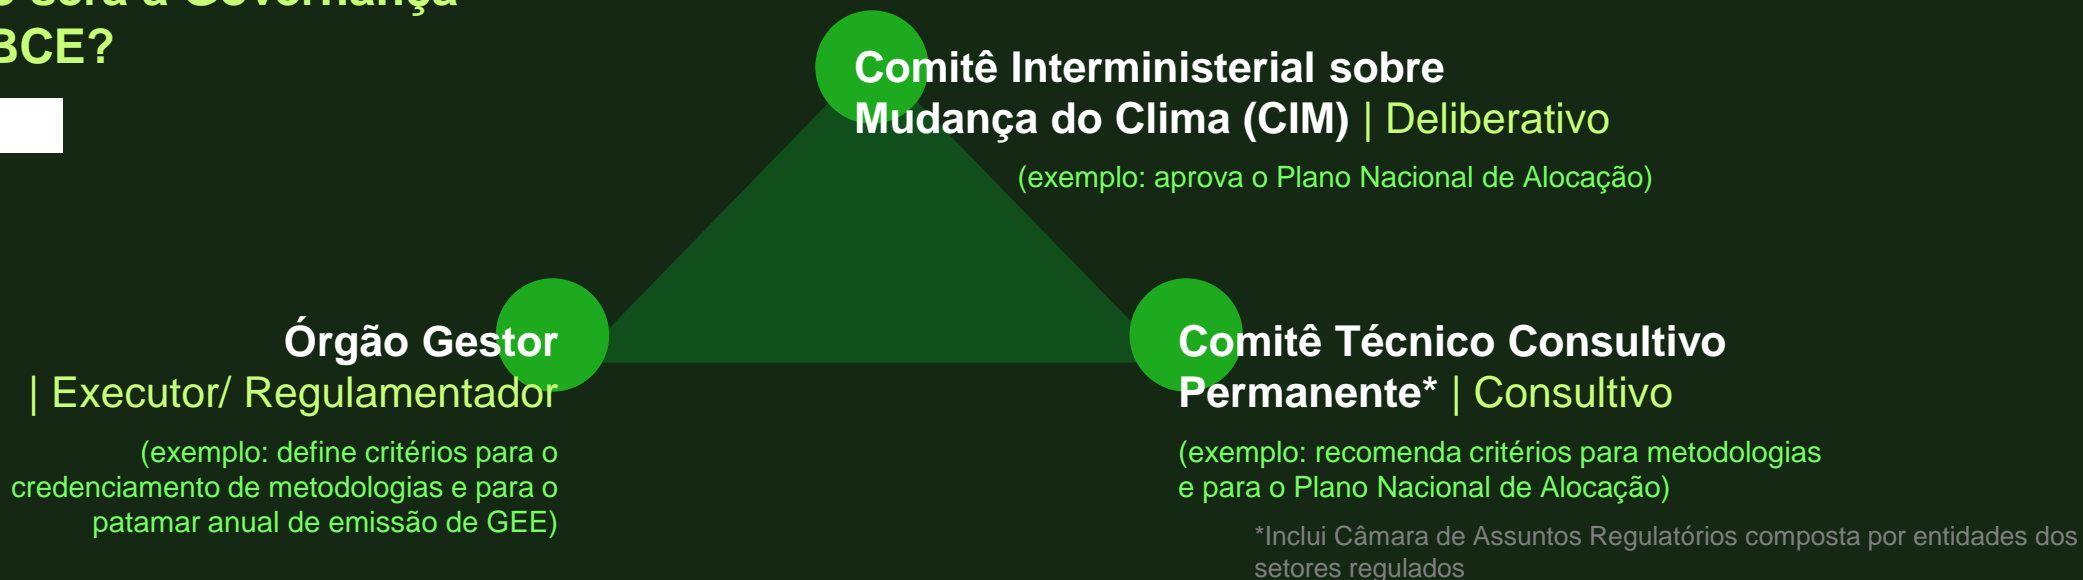 será a Governança
BCE?
Comitê Interministerial sobre
Mudança do Clima (CIM) | Deliberativo
(exemplo: aprova o Plano Nacional de Alocação)
Órgão Gestor
| Executor/ Regulamentador
(exemplo: define critérios para o
credenciamento de metodologias e para o
patamar anual de emissão de GEE)
Comitê Técnico Consultivo
Permanente* | Consultivo
(exemplo: recomenda critérios para metodologias
e para o Plano Nacional de Alocação)
*Inclui Câmara de Assuntos Regulatórios composta por entidades dos
setores regulados